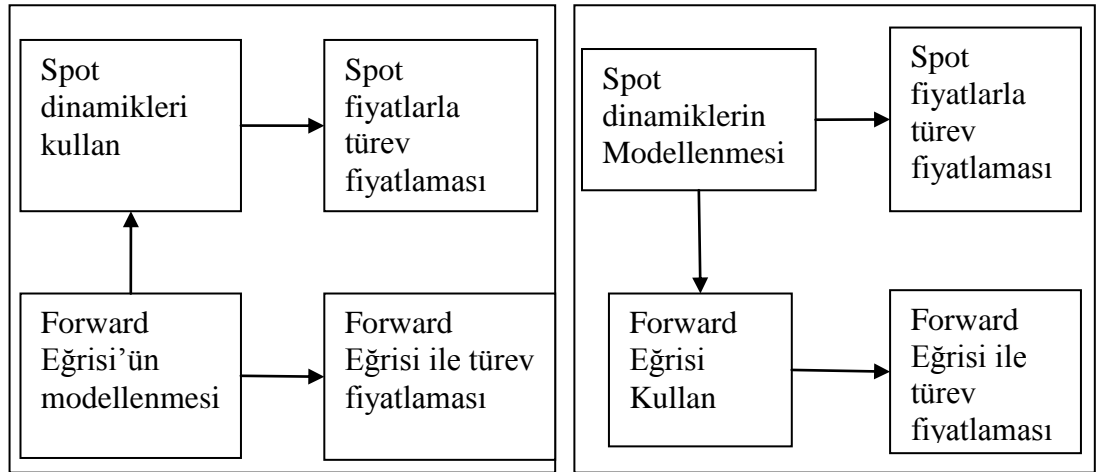 Spot
dinamikleri
kullan
Spot
fiyatlarla
türev
fiyatlaması
Forward
Eğrisi’ün
modellenmesi
Forward
Eğrisi ile türev
fiyatlaması
Spot
dinamiklerin
Modellenmesi
Spot
fiyatlarla
türev
fiyatlaması
Forward
Eğrisi
Kullan
Forward
Eğrisi ile
türev
fiyatlaması